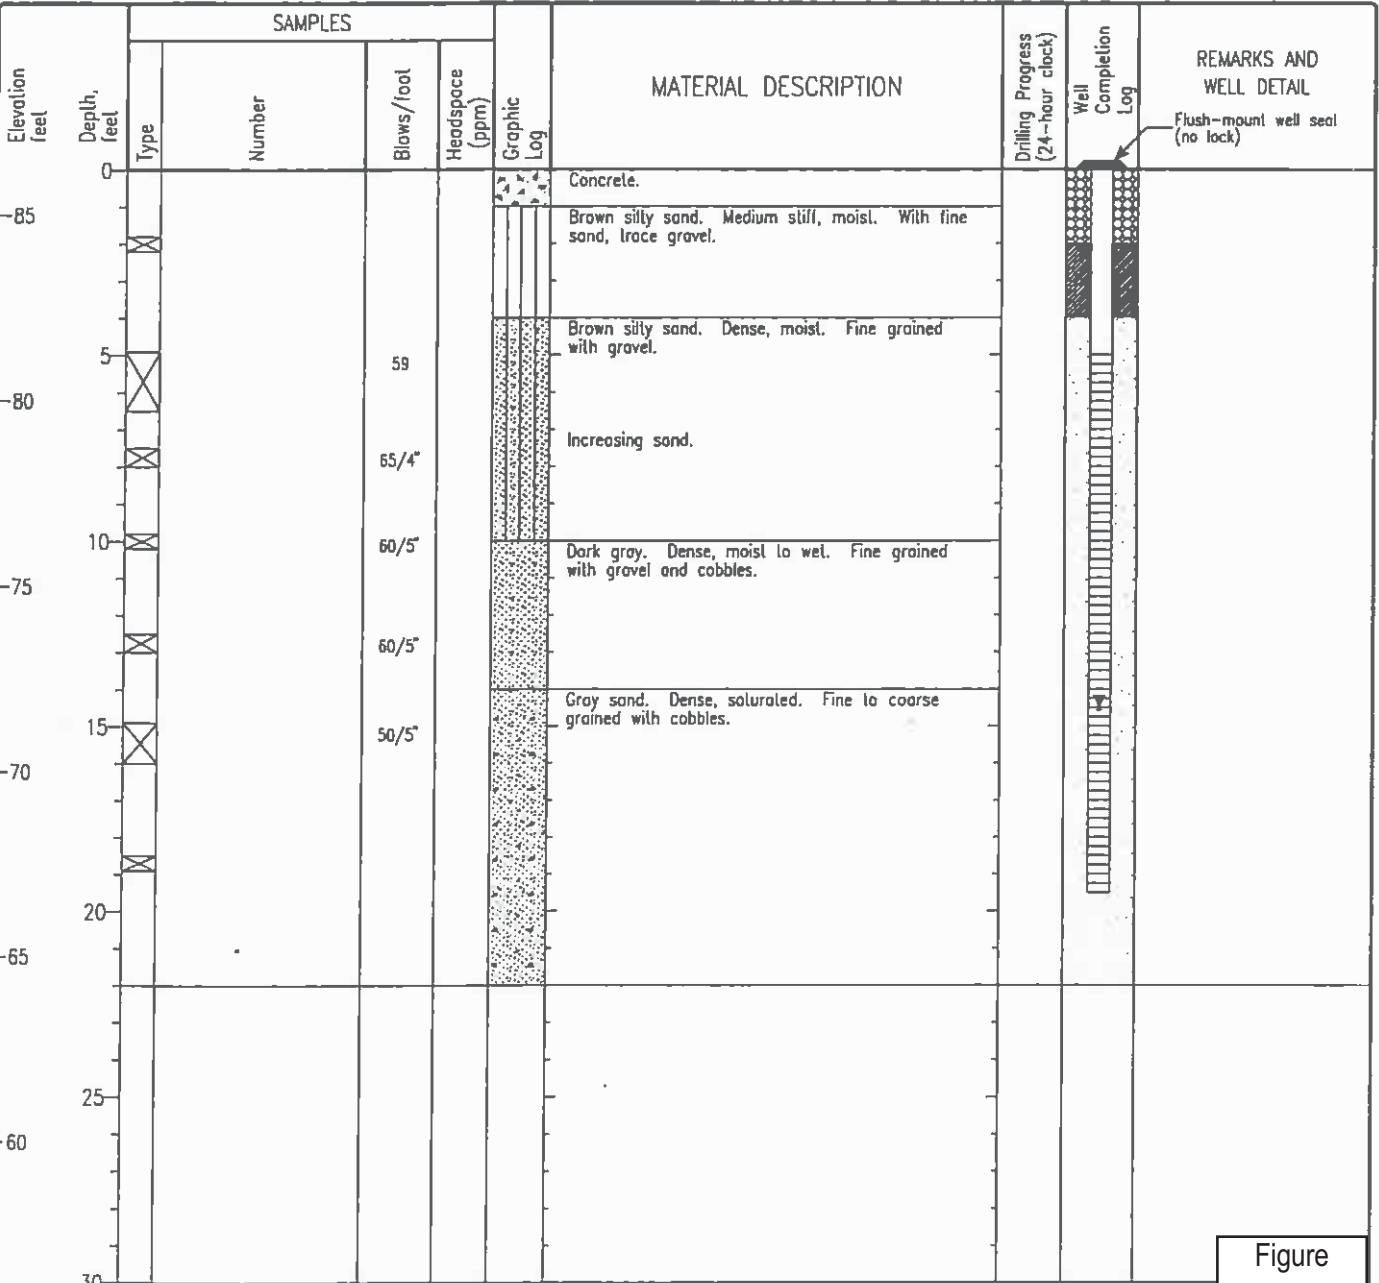 SAMPLES
Elevation
feet
Depth,
feet
Type
Number
Blows/foot
Headspace
(ppm)
Graphic
Log
MATERIAL DESCRIPTION
Drilling Progress
(24-hour clock)
Well
Completion
Log
REMARKS AND
WELL DETAIL
Flush-mount well seal
(no lock)
0
Concrete.
-85
Brown silty sand. Medium stiff, moist. With fine
sand, trace gravel.
Brown silty sand. Dense, moist. Fine grained
with gravel.
5
59
-80
Increasing sand.
65/4"
10
60/5"
Dark gray. Dense, moist to wet. Fine grained
with gravel and cobbles.
-75
60/5"
Gray sand. Dense, saturated. Fine to coarse
grained with cobbles.
15
50/5"
-70
20
-65
25
-60
30
Figure